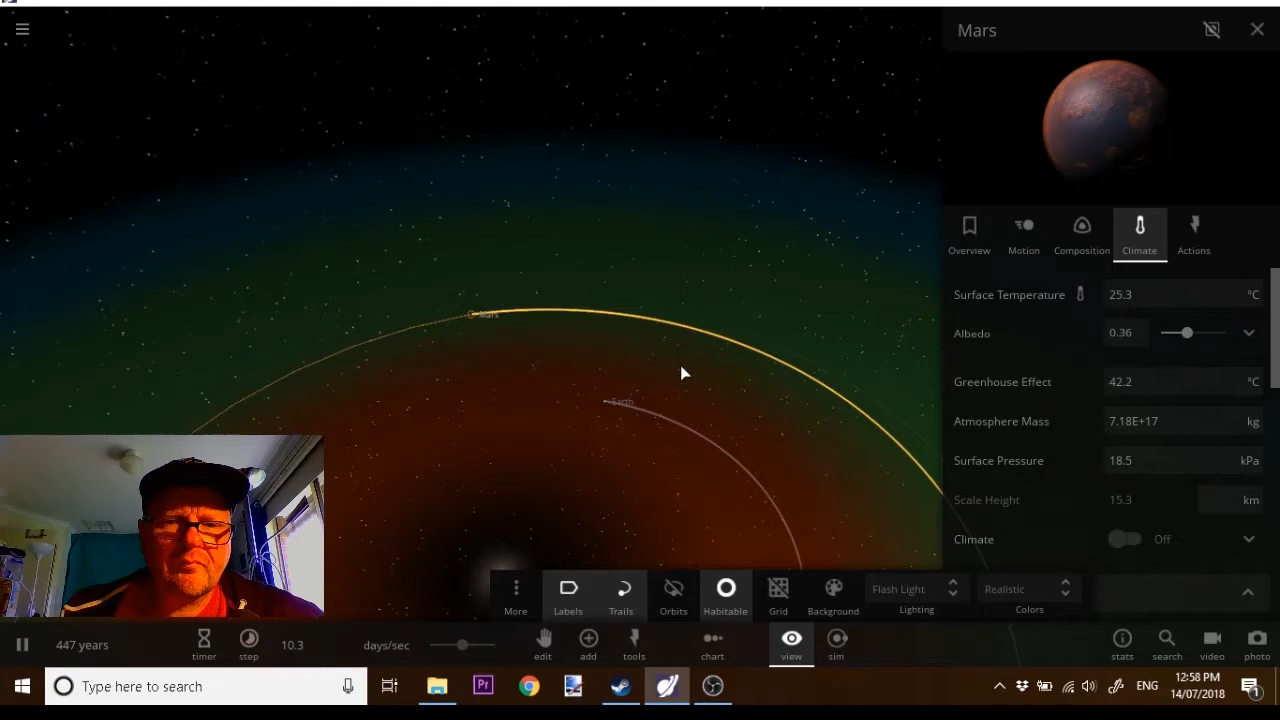 Mars
Overview Motion Composition Climate Actions
Surface Temperature 25.3 °C
Mars
Albedo 0.36
Greenhouse Effect 42.2 °C
Earth
Atmosphere Mass 7.18E+17 kg
Surface Pressure 18.5 kPa
Scale Height 15.3 km
Climate Off
Flash Light Realistic
More Labels Trails Orbits Habitable Grid Background Lighting Colors
447 years 10.3 days/sec
timer step edit add tools chart view sim stats search video photo
Type here to search
Pr
ENG
12:58 PM
14/07/2018
1